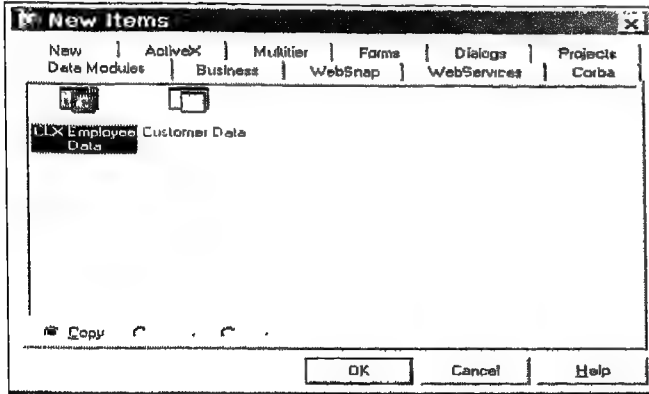 New Items
New ActiveX Multitier Forms Dialogs Projects
Data Modules Business WebSnap WebServices Corba
CLX Employee Customer Data
Data
Copy
OK Cancel Help